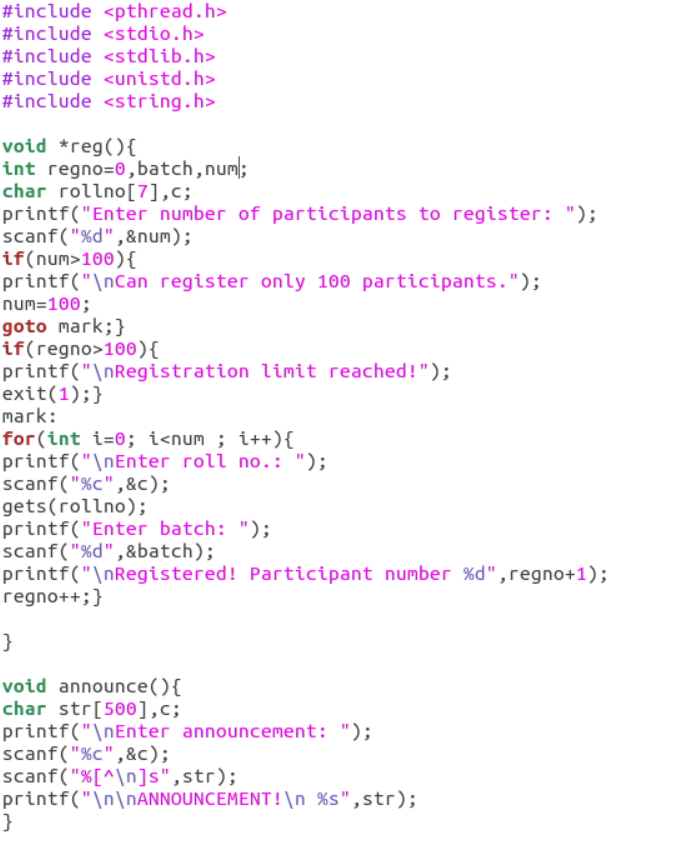 #include <pthread.h>
#include <stdio.h>
#include <stdlib.h>
#include <unistd.h>
#include <string.h>
void *reg(){
int regno=0,batch,num;
char rollno[7],c;
printf("Enter number of participants to register: ");
scanf("%d",&num);
if(num>100){
printf("\nCan register only 100 participants.");
num=100;
goto mark;}
if(regno>100){
printf("\nRegistration limit reached!");
exit(1);}
mark:
for(int i=0; i<num ; i++){
printf("\nEnter roll no.: ");
scanf("%c",&c);
gets(rollno);
printf("Enter batch: ");
scanf("%d",&batch);
printf("\nRegistered! Participant number %d",regno+1);
regno++;}
}
void announce(){
char str[500],c;
printf("\nEnter announcement: ");
scanf("%c",&c);
scanf("%[^\n]s",str);
printf("\n\nANNOUNCEMENT!\n %s",str);
}